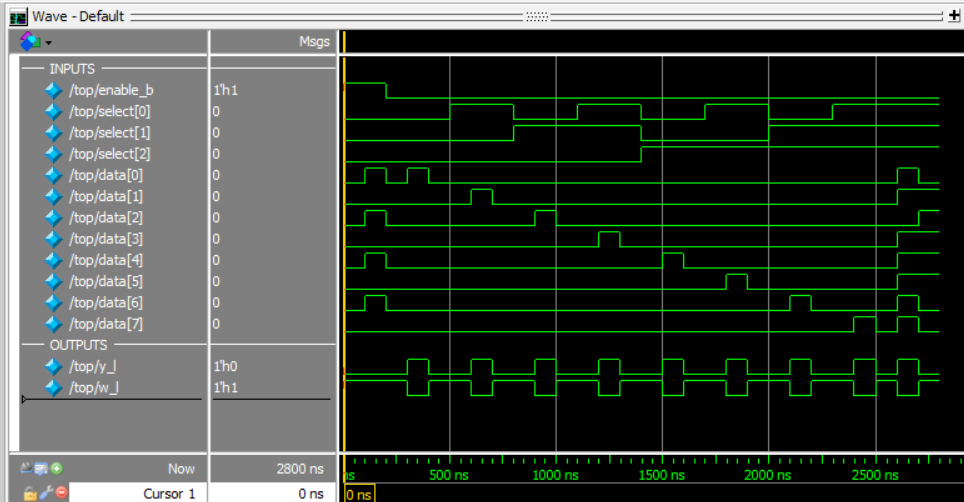 Wave - Default
Msgs
INPUTS
/top/enable_b 1'h1
/top/select[0] 0
/top/select[1] 0
/top/select[2] 0
/top/data[0] 0
/top/data[1] 0
/top/data[2] 0
/top/data[3] 0
/top/data[4] 0
/top/data[5] 0
/top/data[6] 0
/top/data[7] 0
OUTPUTS
/top/y_l 1'h0
/top/w_l 1'h1
Now 2800 ns ns 500 ns 1000 ns 1500 ns 2000 ns 2500 ns
Cursor 1 0 ns 0 ns